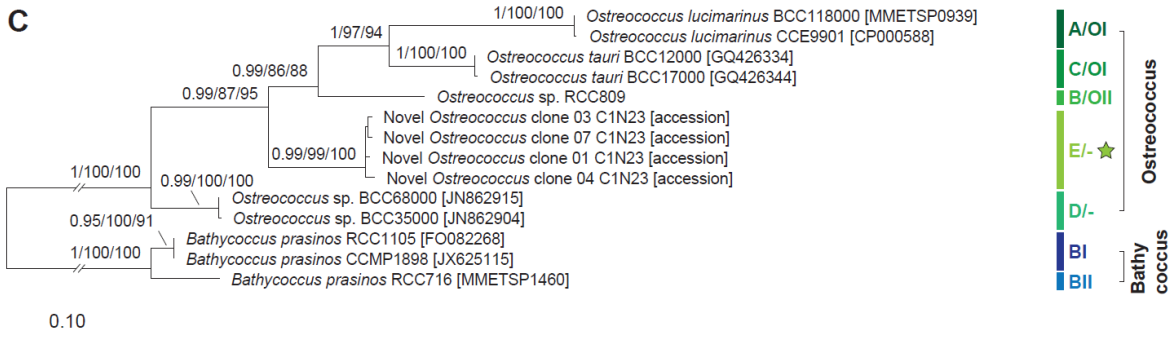 C
1/100/100
Ostreococcus lucimarinus BCC118000 [MMETSP0939]
Ostreococcus lucimarinus CCE9901 [CP000588]
A/OI
1/97/94
1/100/100
Ostreococcus tauri BCC12000 [GQ426334]
Ostreococcus tauri BCC17000 [GQ426344]
C/OI
0.99/86/88
Ostreococcus sp. RCC809
B/OII
0.99/87/95
Novel Ostreococcus clone 03 C1N23 [accession]
Novel Ostreococcus clone 07 C1N23 [accession]
Novel Ostreococcus clone 01 C1N23 [accession]
Novel Ostreococcus clone 04 C1N23 [accession]
0.99/99/100
E/-
Ostreococcus
1/100/100
0.99/100/100
Ostreococcus sp. BCC68000 [JN862915]
Ostreococcus sp. BCC35000 [JN862904]
D/-
0.95/100/91
Bathycoccus prasinos RCC1105 [FO082268]
Bathycoccus prasinos CCMP1898 [JX625115]
BI
1/100/100
Bathycoccus prasinos RCC716 [MMETSP1460]
BII
Bathy
coccus
0.10